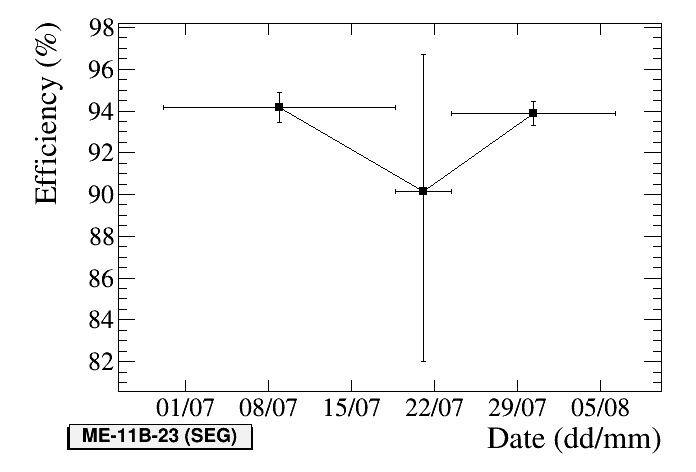 Efficiency (%)
98
96
94
92
90
88
86
84
82
01/07 08/07 15/07 22/07 29/07 05/08
ME-11B-23 (SEG)
Date (dd/mm)